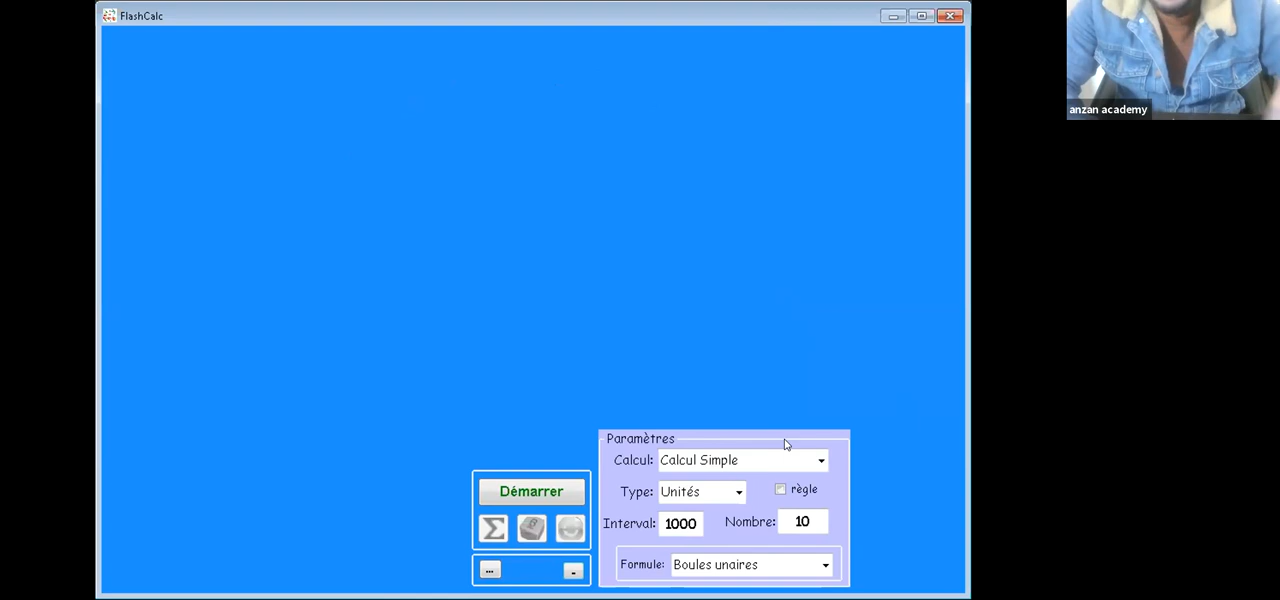 FlashCalc
anzan academy
Paramètres
Calcul: Calcul Simple
Type: Unités règle
Interval: 1000 Nombre: 10
Formule: Boules unaires
Démarrer
Σ
...
-